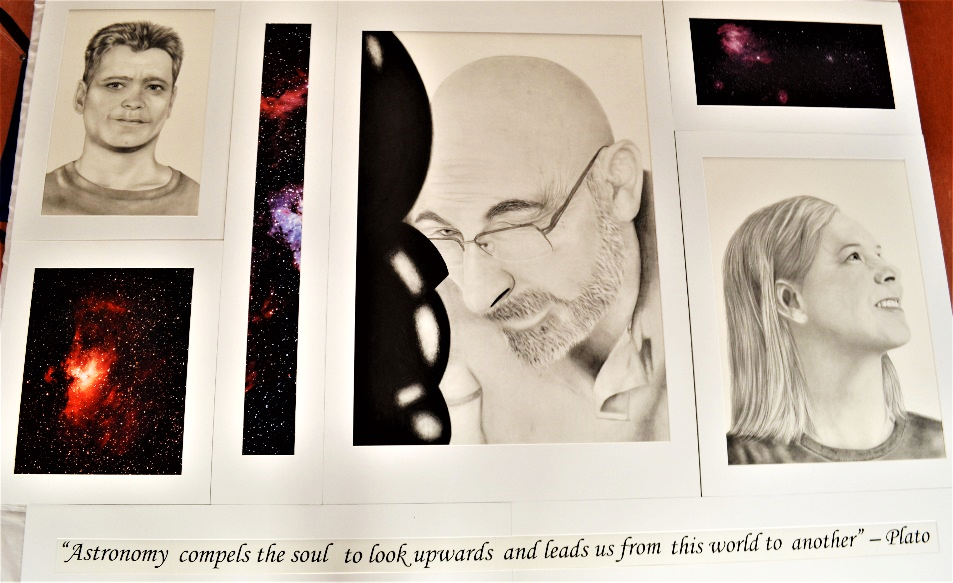 “Astronomy compels the soul to look upwards and leads us from this world to another” – Plato